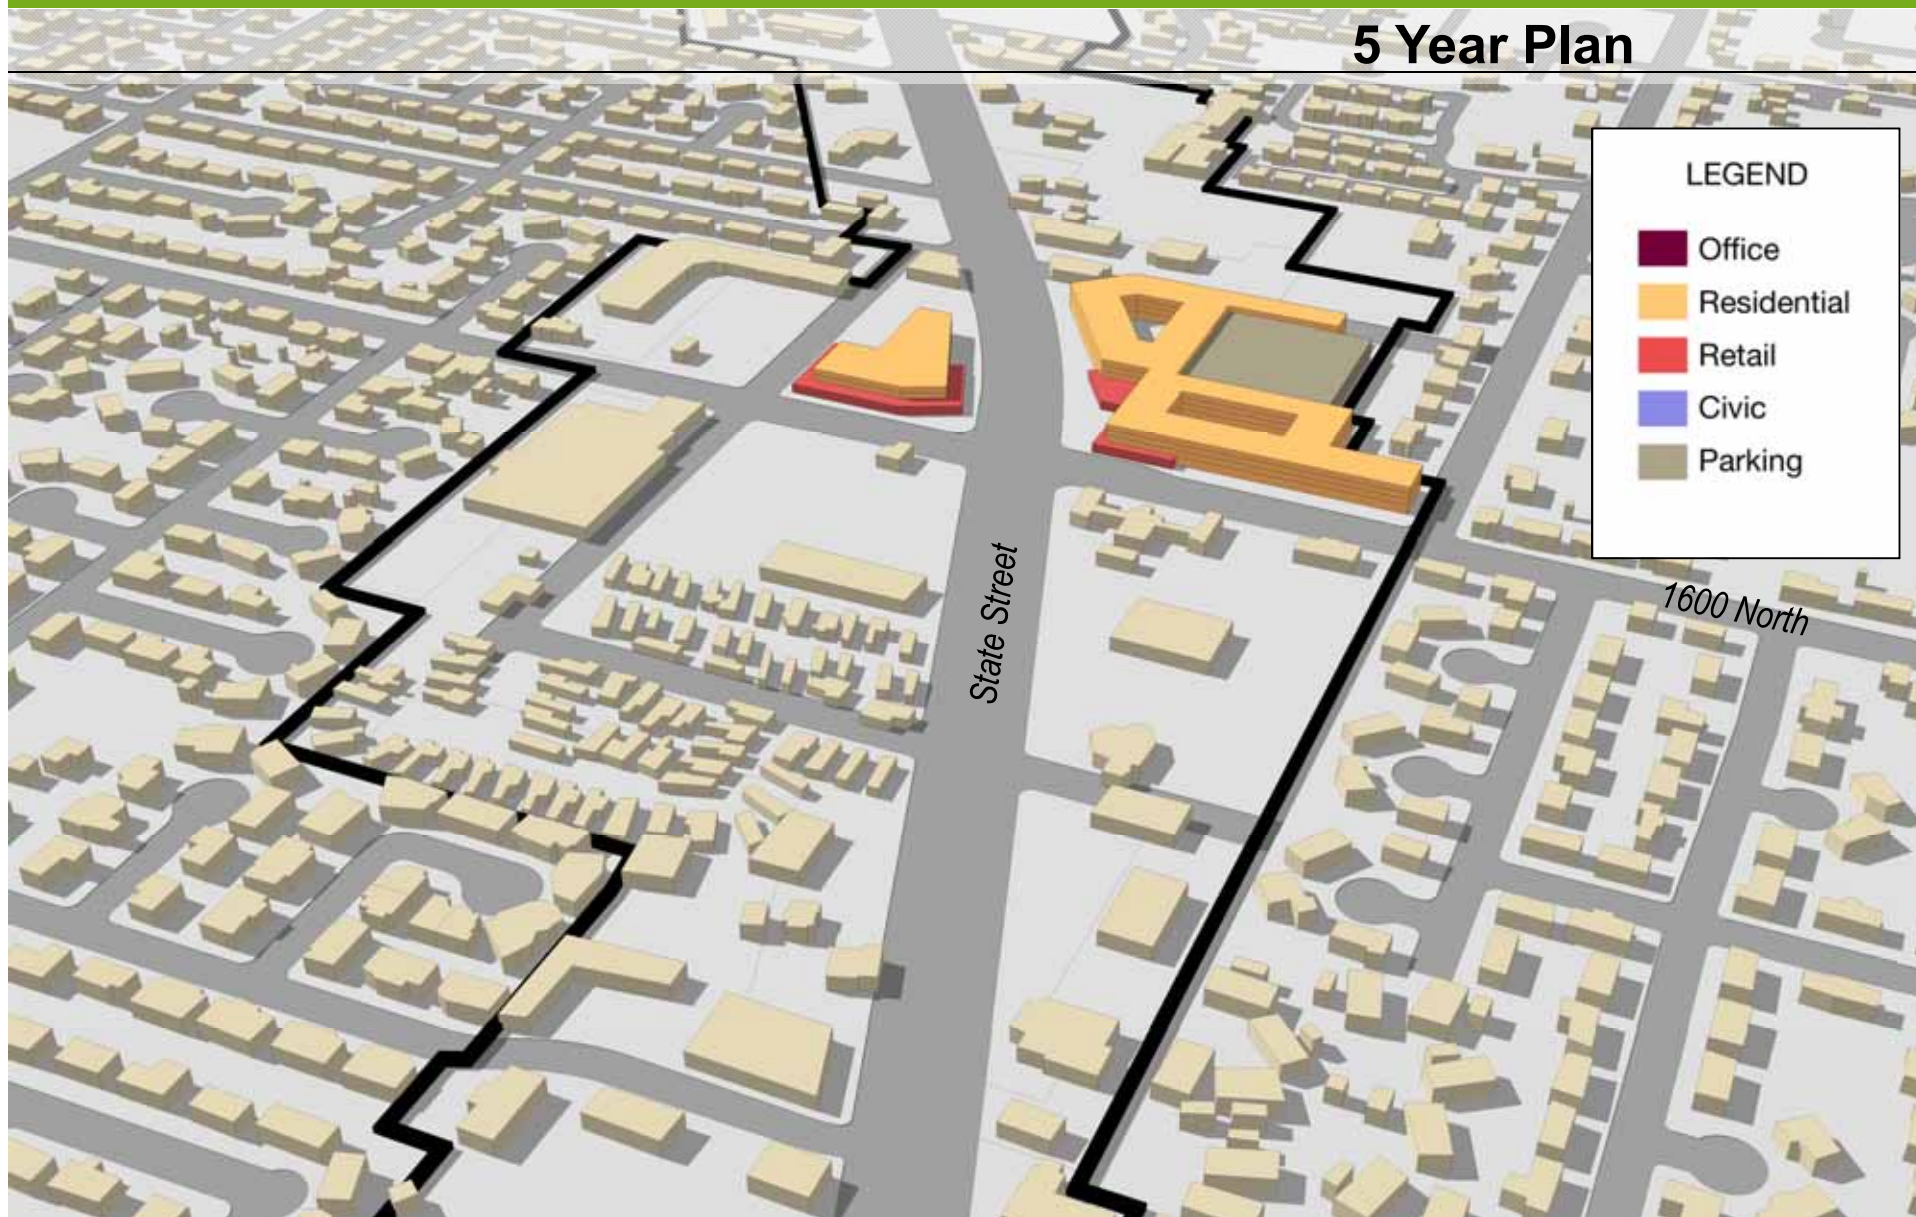 5 Year Plan
LEGEND
Office
Residential
Retail
Civic
Parking
State Street
1600 North